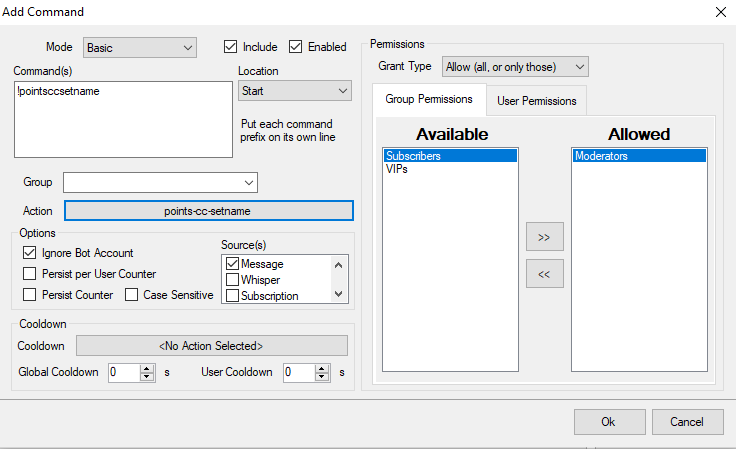 Add Command
Mode
Basic
Include
Enabled
Command(s)
Location
!pointsccsetname
Start
Put each command
prefix on its own line
Group
Action
points-cc-setname
Options
Ignore Bot Account
Persist per User Counter
Persist Counter
Case Sensitive
Source(s)
Message
Whisper
Subscription
Cooldown
Cooldown
<No Action Selected>
Global Cooldown
0
s
User Cooldown
0
s
Permissions
Grant Type
Allow (all, or only those)
Group Permissions
User Permissions
Available
Allowed
Subscribers
VIPs
Moderators
>>
<<
Ok
Cancel